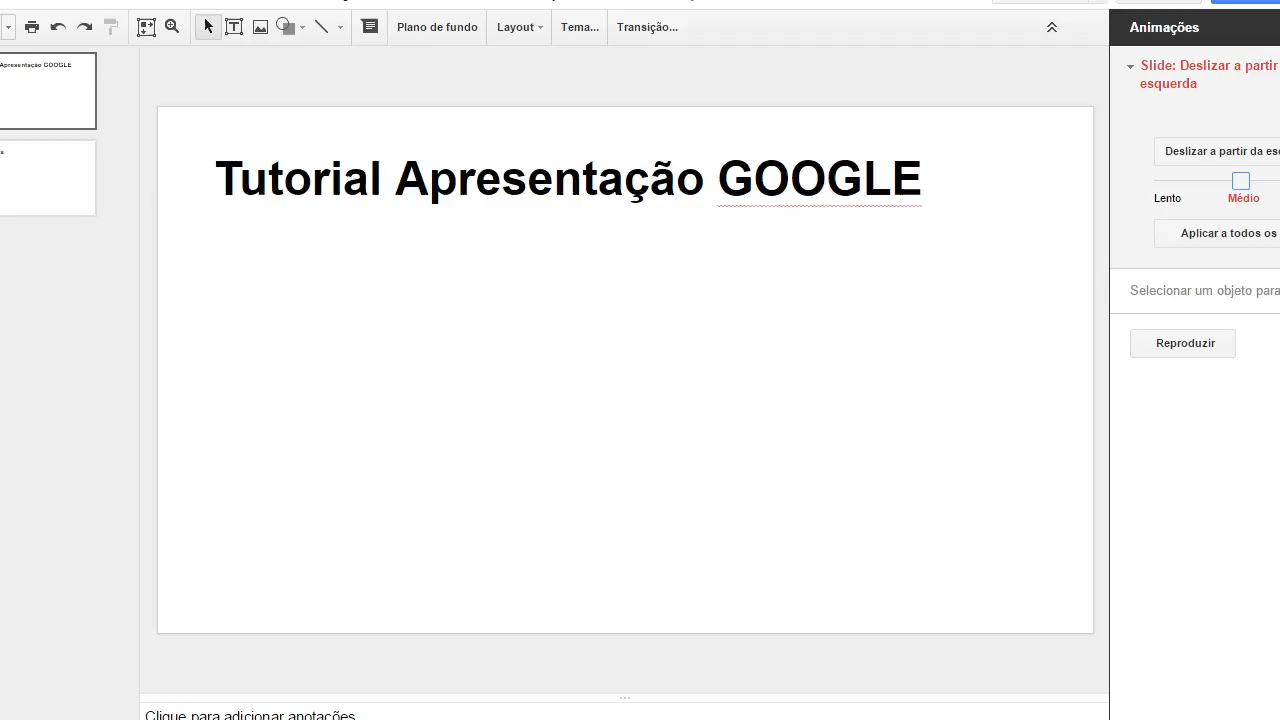 Plano de fundo Layout Tema... Transição...
Animações
Apresentação GOOGLE
Slide: Deslizar a partir
esquerda
Tutorial Apresentação GOOGLE
Deslizar a partir da es
Lento Médio
Aplicar a todos os
Selecionar um objeto para
Reproduzir
Clique para adicionar anotações